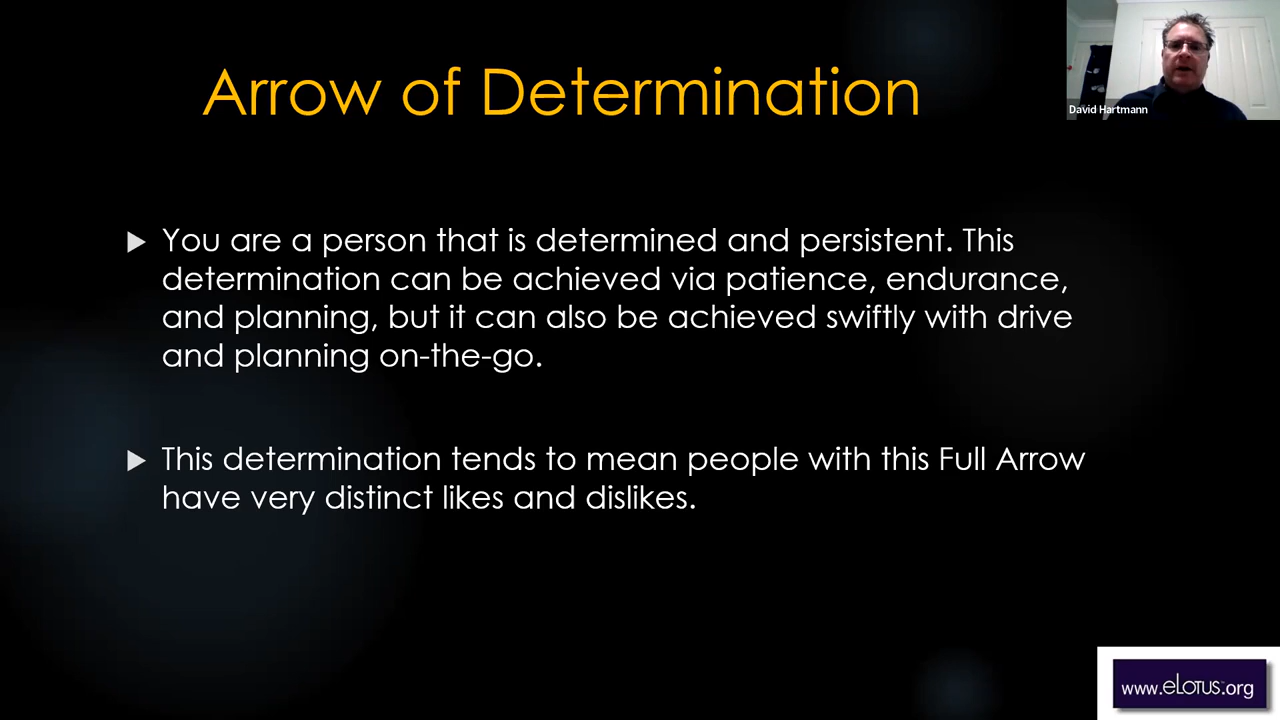 Arrow of Determination
David Hartmann
You are a person that is determined and persistent. This
determination can be achieved via patience, endurance,
and planning, but it can also be achieved swiftly with drive
and planning on-the-go.
This determination tends to mean people with this Full Arrow
have very distinct likes and dislikes.
www.eLotus.org